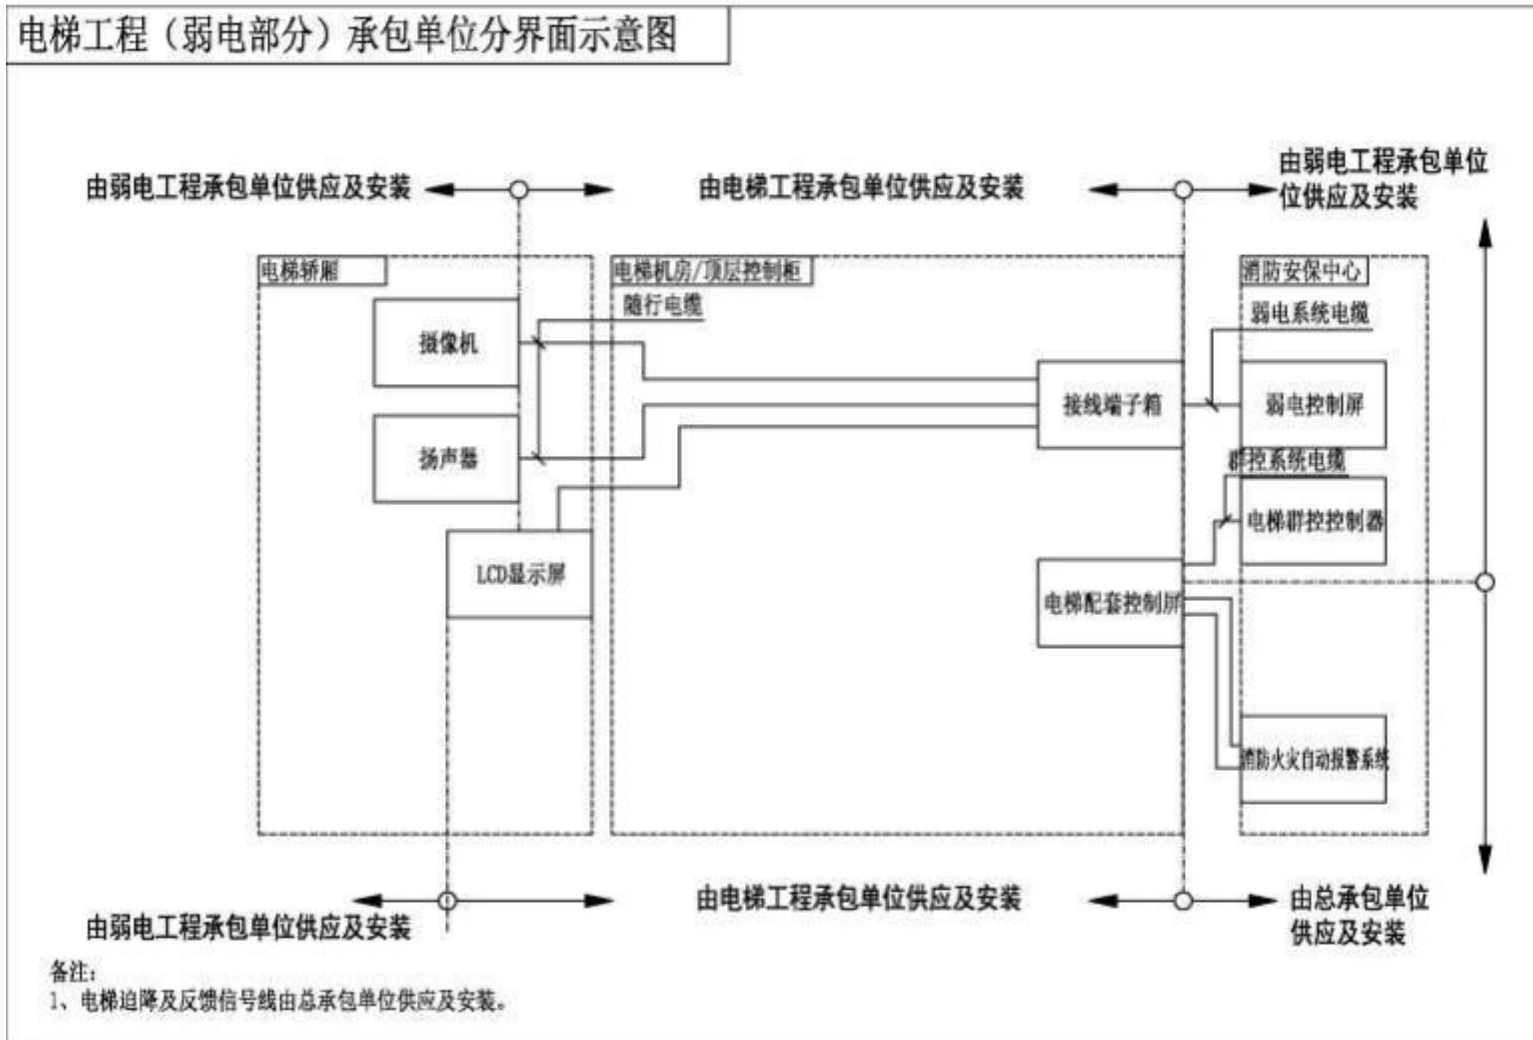 电梯工程（弱电部分）承包单位分界面示意图
由弱电工程承包单位供应及安装
由电梯工程承包单位供应及安装
由弱电工程承包单位
位供应及安装
电梯轿厢
电梯机房/顶层控制柜
消防安保中心
随行电缆
弱电系统电缆
摄像机
接线端子箱
弱电控制屏
扬声器
群控系统电缆
电梯群控控制器
LCD显示屏
电梯配套控制屏
消防火灾自动报警系统
由弱电工程承包单位供应及安装
由电梯工程承包单位供应及安装
由总承包单位
供应及安装
备注：
1、电梯迫降及反馈信号线由总承包单位供应及安装。